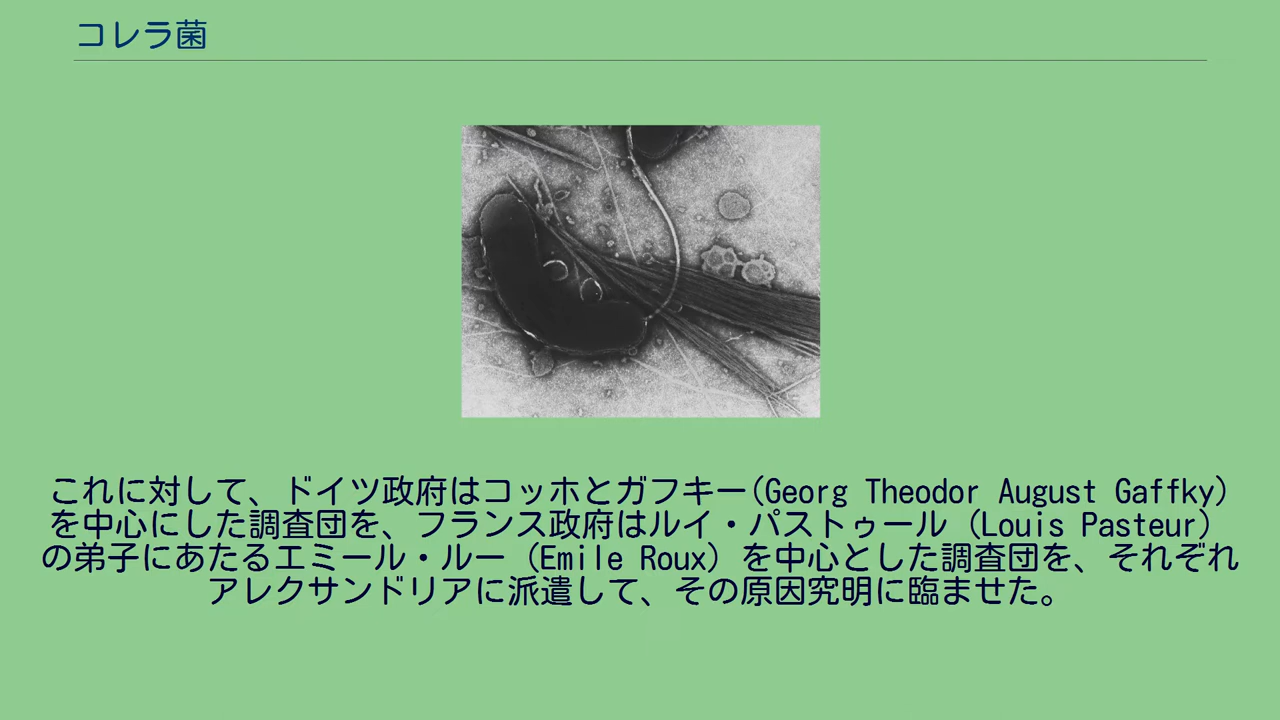 コレラ菌
これに対して、ドイツ政府はコッホとガフキー(Georg Theodor August Gaffky)
を中心にした調査団を、フランス政府はルイ・パストゥール（Louis Pasteur）
の弟子にあたるエミール・ルー（Emile Roux）を中心とした調査団を、それぞれ
アレクサンドリアに派遣して、その原因究明に臨ませた。